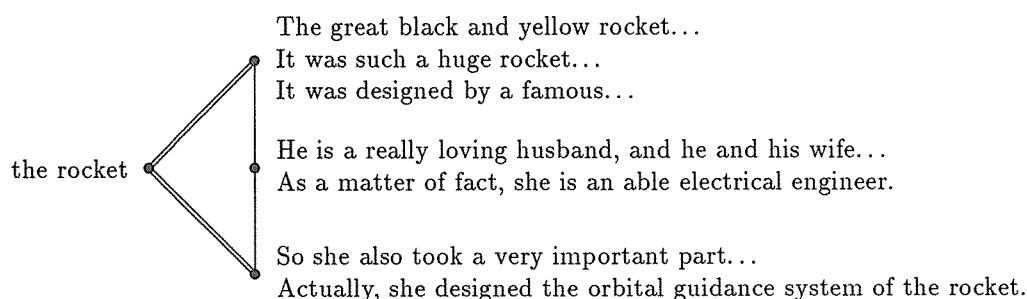 The great black and yellow rocket...
It was such a huge rocket...
It was designed by a famous...
the rocket
He is a really loving husband, and he and his wife...
As a matter of fact, she is an able electrical engineer.
So she also took a very important part...
Actually, she designed the orbital guidance system of the rocket.